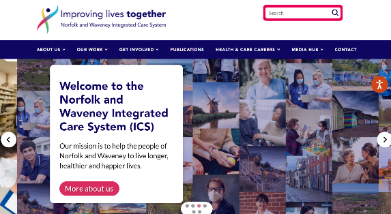 Improving lives together
Norfolk and Waveney Integrated Care System
Search
ABOUT US
OUR WORK
GET INVOLVED
PUBLICATIONS
HEALTH & CARE CAREERS
MEDIA HUB
CONTACT
Welcome to the
Norfolk and
Waveney Integrated
Care System (ICS)
Our mission is to help the people of
Norfolk and Waveney to live longer,
healthier and happier lives.
More about us